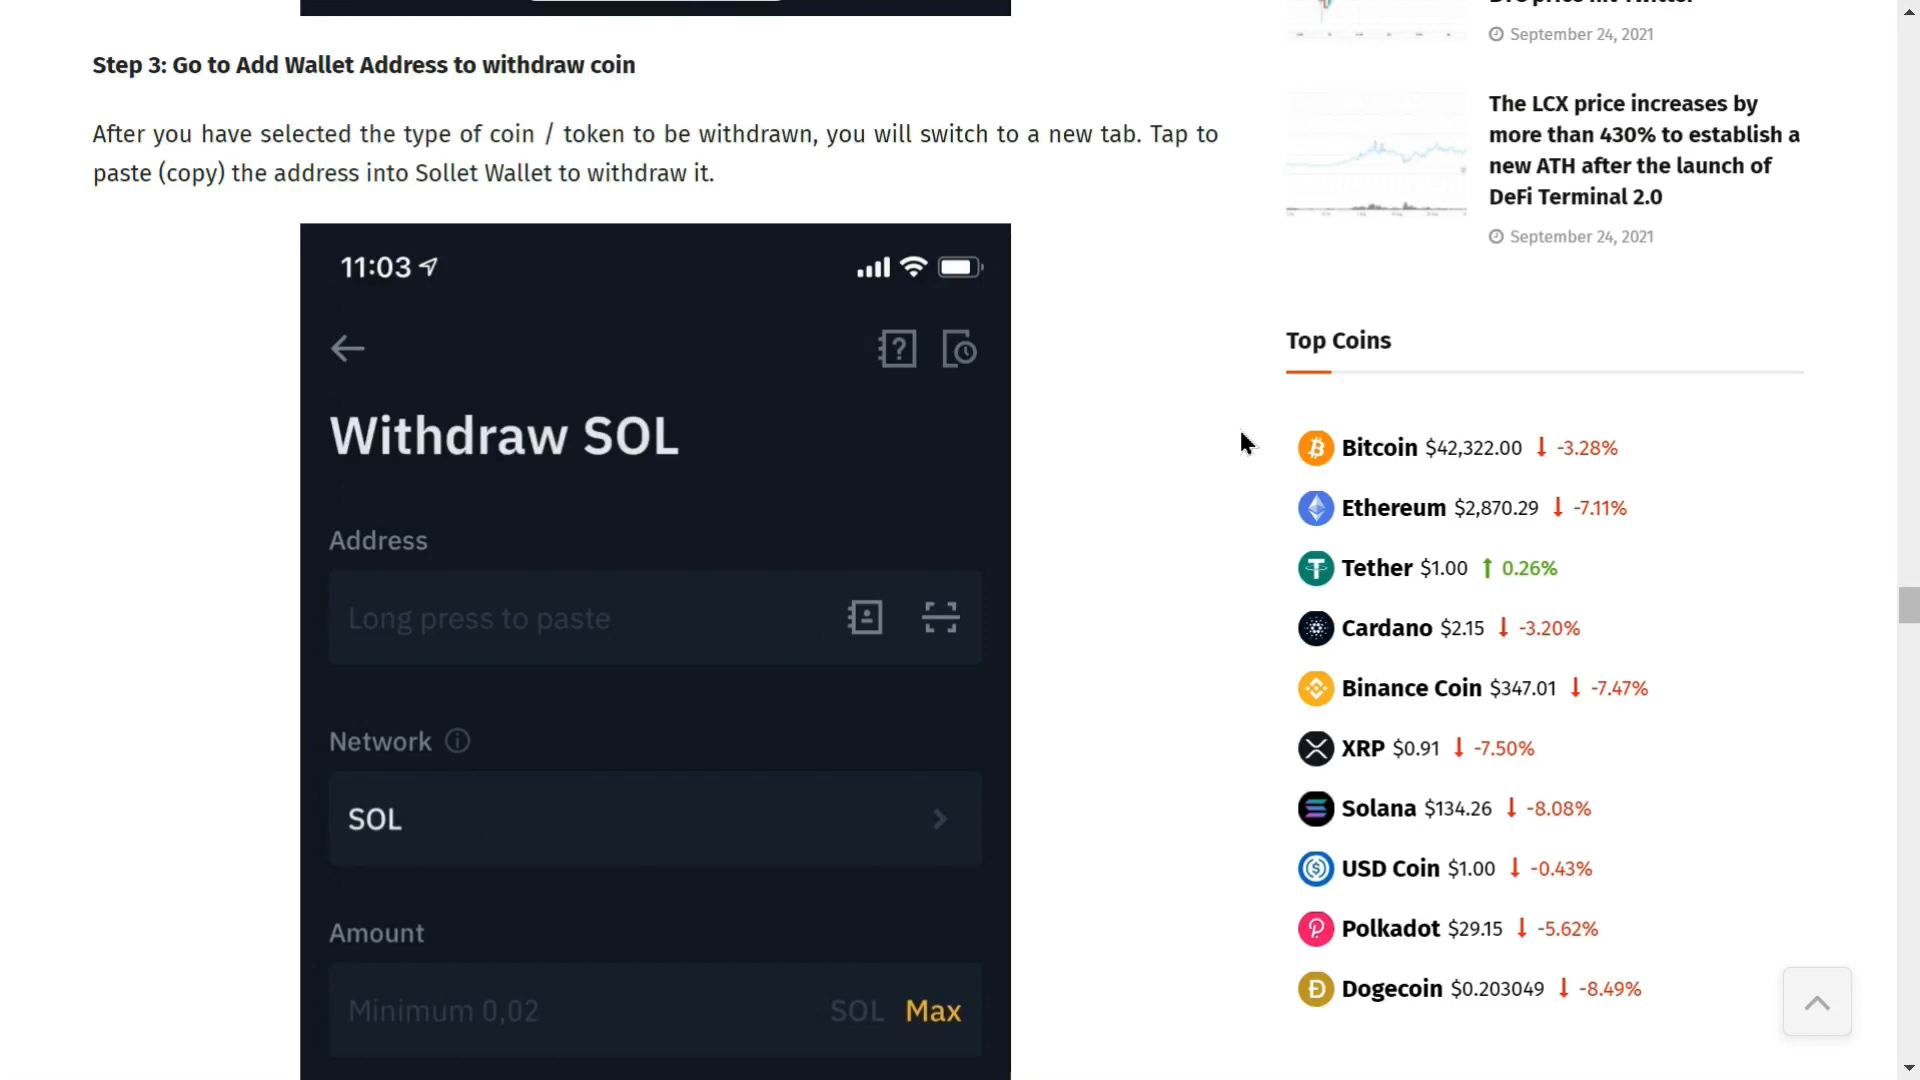 Step 3: Go to Add Wallet Address to withdraw coin
After you have selected the type of coin / token to be withdrawn, you will switch to a new tab. Tap to
paste (copy) the address into Sollet Wallet to withdraw it.
11:03
Withdraw SOL
Address
Long press to paste
Network
SOL
Amount
Minimum 0,02
SOL Max
September 24, 2021
The LCX price increases by
more than 430% to establish a
new ATH after the launch of
DeFi Terminal 2.0
September 24, 2021
Top Coins
Bitcoin $42,322.00 -3.28%
Ethereum $2,870.29 -7.11%
Tether $1.00 0.26%
Cardano $2.15 -3.20%
Binance Coin $347.01 -7.47%
XRP $0.91 -7.50%
Solana $134.26 -8.08%
USD Coin $1.00 -0.43%
Polkadot $29.15 -5.62%
Dogecoin $0.203049 -8.49%